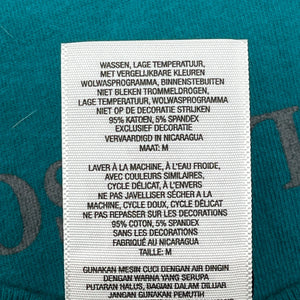 WASSEN, LAGE TEMPERATUUR,
MET VERGELIJKBARE KLEUREN
WOLWASPROGRAMMA, BINNENSTEBUITEN
NIET BLEKEN TROMMELDROGEN,
LAGE TEMPERATUUR, WOLWASPROGRAMMA
NIET OP DE DECORATIE STRIJKEN
95% KATOEN, 5% SPANDEX
EXCLUSIEF DECORATIE
VERVAARDIGD IN NICARAGUA
MAAT: M
LAVER À LA MACHINE, À L'EAU FROIDE,
AVEC COULEURS SIMILAIRES,
CYCLE DÉLICAT, À L'ENVERS
NE PAS JAVELLISER SÉCHER À LA
MACHINE, CYCLE DOUX, CYCLE DÉLICAT
NE PAS REPASSER SUR LES DECORATIONS
95% COTON, 5% SPANDEX
SANS LES DECORATIONS
FABRIQUÉ AU NICARAGUA
TAILLE: M
GUNAKAN MESIN CUCI DENGAN AIR DINGIN
DENGAN WARNA YANG SERUPA
PUTARAN HALUS, BAGIAN DALAM DILUAR
JANGAN GUNAKAN PEMUTIH